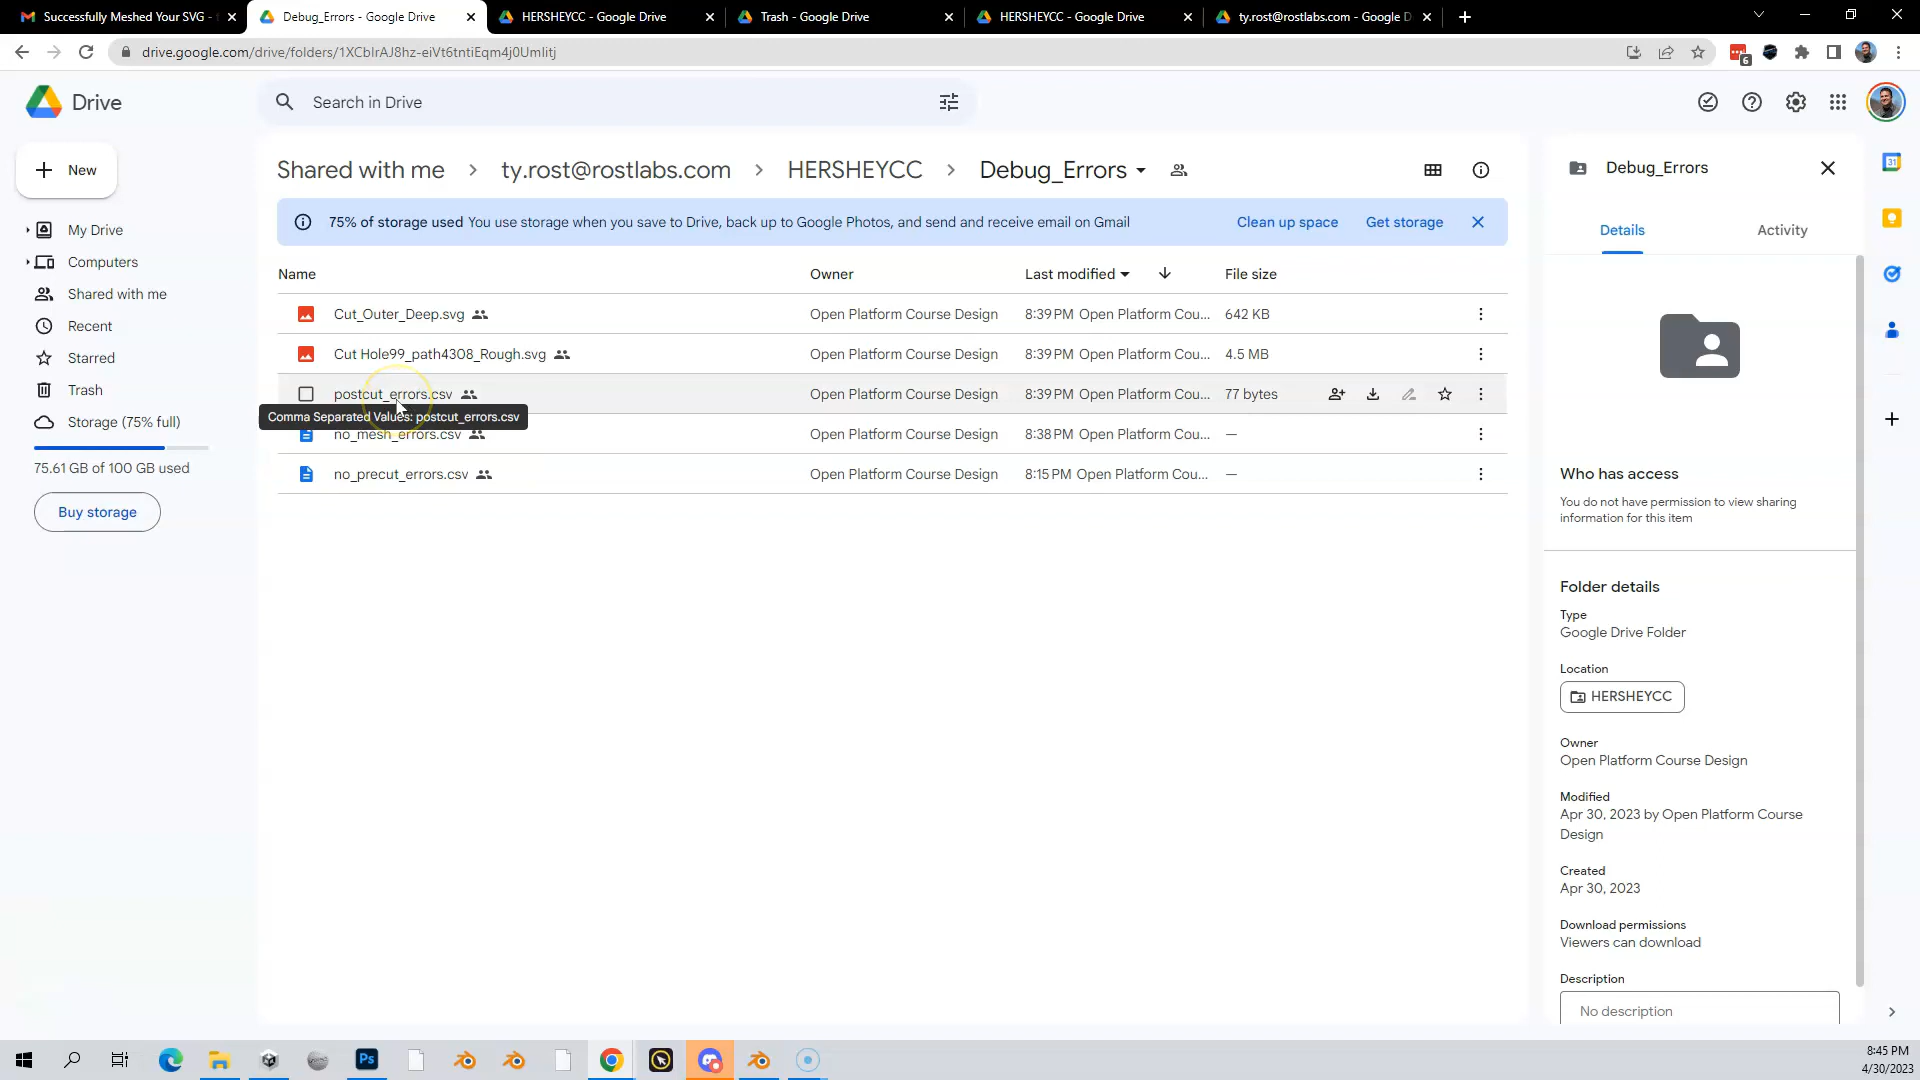 Successfully Meshed Your SVG -
Debug_Errors - Google Drive
HERSHEYCC - Google Drive
Trash - Google Drive
HERSHEYCC - Google Drive
ty.rost@rostlabs.com - Google D
drive.google.com/drive/folders/1XCbIrAJ8hz-eiVt6tntiEqm4j0Umlitj
6
Drive
Search in Drive
New
My Drive
Computers
Shared with me
Recent
Starred
Trash
Storage (75% full)
75.61 GB of 100 GB used
Buy storage
Shared with me > ty.rost@rostlabs.com > HERSHEYCC > Debug_Errors
75% of storage used You use storage when you save to Drive, back up to Google Photos, and send and receive email on Gmail Clean up space Get storage
Name Owner Last modified File size
Cut_Outer_Deep.svg Open Platform Course Design 8:39 PM Open Platform Cou... 642 KB
Cut Hole99_path4308_Rough.svg Open Platform Course Design 8:39 PM Open Platform Cou... 4.5 MB
postcut_errors.csv Open Platform Course Design 8:39 PM Open Platform Cou... 77 bytes
Comma Separated Values: postcut_errors.csv
no_mesh_errors.csv Open Platform Course Design 8:38 PM Open Platform Cou... —
no_precut_errors.csv Open Platform Course Design 8:15 PM Open Platform Cou... —
Debug_Errors
Details Activity
Who has access
You do not have permission to view sharing
information for this item
Folder details
Type
Google Drive Folder
Location
HERSHEYCC
Owner
Open Platform Course Design
Modified
Apr 30, 2023 by Open Platform Course
Design
Created
Apr 30, 2023
Download permissions
Viewers can download
Description
No description
31
Ps
8:45 PM
4/30/2023